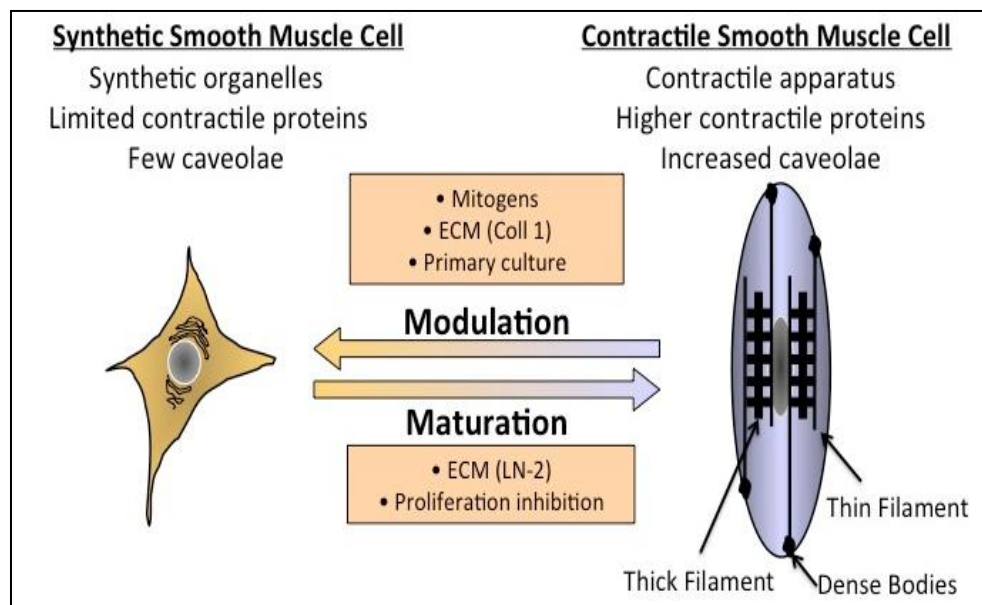 Synthetic Smooth Muscle Cell
Synthetic organelles
Limited contractile proteins
Few caveolae
Contractile Smooth Muscle Cell
Contractile apparatus
Higher contractile proteins
Increased caveolae
• Mitogens
• ECM (Coll 1)
• Primary culture
Modulation
Maturation
• ECM (LN-2)
• Proliferation inhibition
Thin Filament
Thick Filament
Dense Bodies